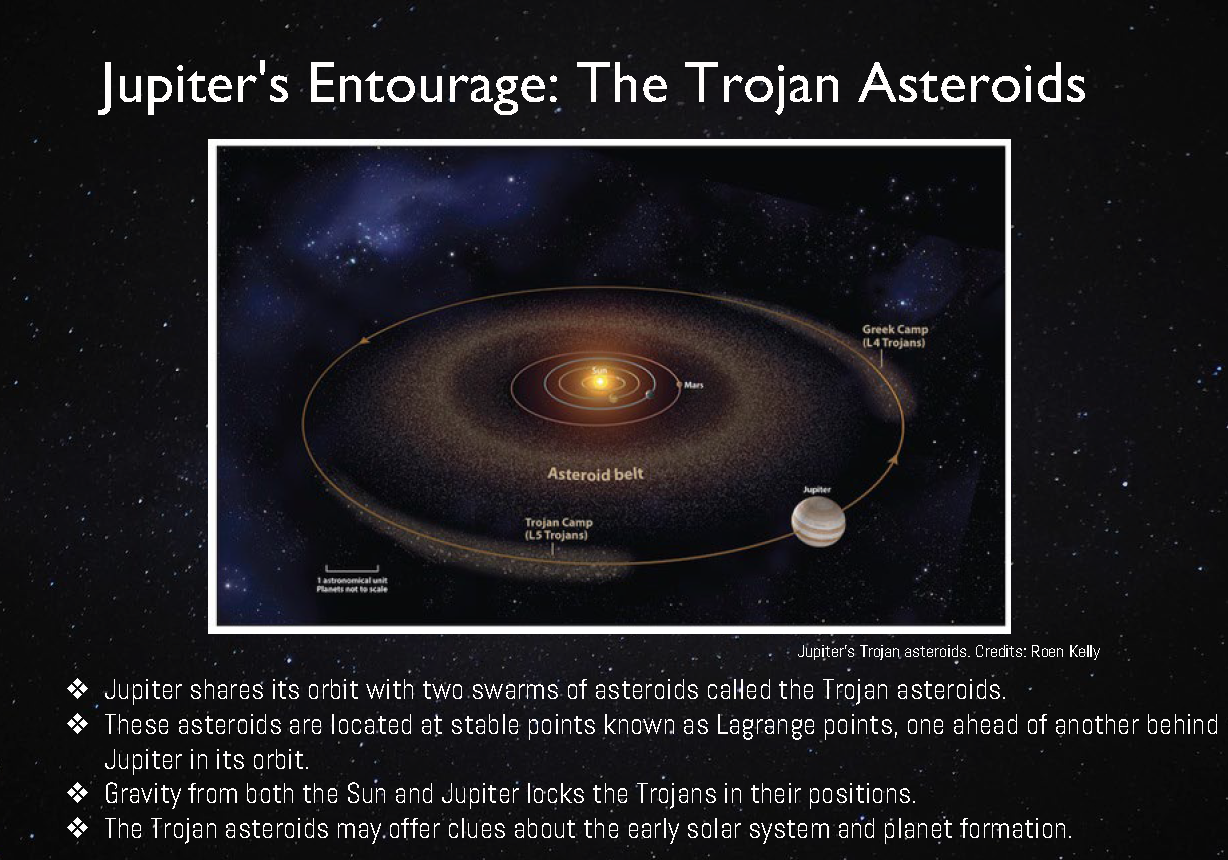 Jupiter's Entourage: The Trojan Asteroids
Greek Camp
(L4 Trojans)
Sun
Mars
Asteroid belt
Jupiter
Trojan Camp
(L5 Trojans)
1 astronomical unit
Planets not to scale
Jupiter's Trojan asteroids. Credits: Roen Kelly
❖ Jupiter shares its orbit with two swarms of asteroids called the Trojan asteroids.
❖ These asteroids are located at stable points known as Lagrange points, one ahead of another behind
Jupiter in its orbit.
❖ Gravity from both the Sun and Jupiter locks the Trojans in their positions.
❖ The Trojan asteroids may offer clues about the early solar system and planet formation.